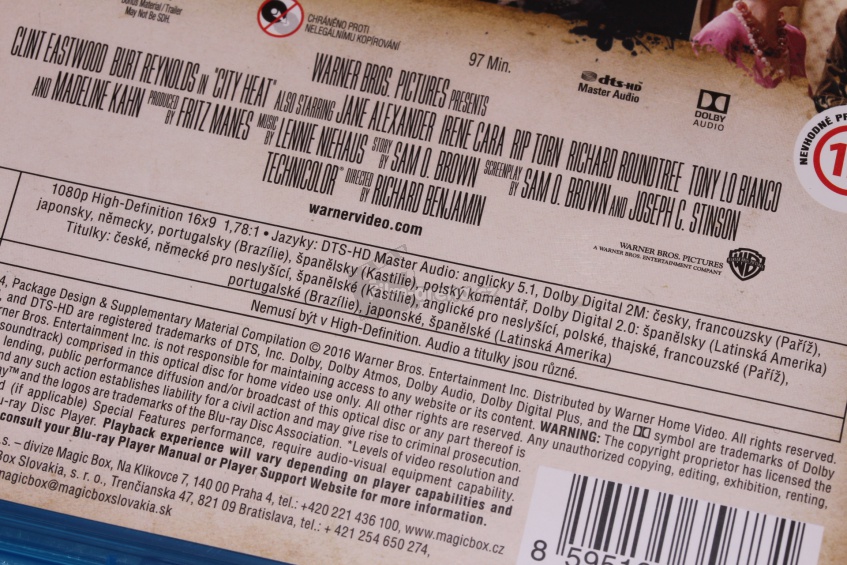 Bonus Material/Trailer
May Not Be SDH.
CHRÁNĚNO PROTI
NELEGÁLNÍMU KOPÍROVÁNÍ
97 Min.
dts-HD
Master Audio
DOLBY
AUDIO
NEVHODNÉ PR
1
WARNER BROS. PICTURES PRESENTS
CLINT EASTWOOD BURT REYNOLDS IN "CITY HEAT" ALSO STARRING JANE ALEXANDER IRENE CARA RIP TORN RICHARD ROUNDTREE TONY LO BIANCO
AND MADELINE KAHN PRODUCED BY FRITZ MANES MUSIC BY LENNIE NIEHAUS STORY BY SAM O. BROWN SCREENPLAY BY SAM O. BROWN AND JOSEPH C. STINSON
TECHNICOLOR™ DIRECTED BY RICHARD BENJAMIN
warnervideo.com
WARNER BROS. PICTURES
A WARNER BROS. ENTERTAINMENT COMPANY
1080p High-Definition 16x9 1,78:1 • Jazyky: DTS-HD Master Audio: anglicky 5.1, Dolby Digital 2M: česky, francouzsky (Paříž),
japonsky, německy, portugalsky (Brazílie), španělsky (Kastilie), polsky komentář, Dolby Digital 2.0: španělsky (Latinská Amerika)
Titulky: české, německé pro neslyšící, španělské (Kastilie), anglické pro neslyšící, polské, thajské, francouzské (Paříž),
portugalské (Brazílie), japonské, španělské (Latinská Amerika)
Nemusí být v High-Definition. Audio a titulky jsou různé.
4, Package Design & Supplementary Material Compilation © 2016 Warner Bros. Entertainment Inc. Distributed by Warner Home Video. All rights reserved.
, and DTS-HD are registered trademarks of DTS, Inc. Dolby, Dolby Atmos, Dolby Audio, Dolby Digital Plus, and the symbol are trademarks of Dolby
rner Bros. Entertainment Inc. is not responsible for maintaining access to any website or its content. WARNING: The copyright proprietor has licensed the
soundtrack) comprised in this optical disc for home video use only. All other rights are reserved. Any unauthorized copying, editing, exhibition, renting,
lending, public performance diffusion and/or broadcast of this optical disc or any part thereof is
nd any such action establishes liability for a civil action and may give rise to criminal prosecution.
ay™ and the logos are trademarks of the Blu-ray Disc Association. *Levels of video resolution and
d (if applicable) Special Features performance, require audio-visual equipment capability.
u-ray Disc Player. Playback experience will vary depending on player capabilities and
consult your Blu-ray Player Manual or Player Support Website for more information.
.s. – divize Magic Box, Na Klikovce 7, 140 00 Praha 4, tel.: +420 221 436 100, www.magicbox.cz
Box Slovakia, s. r. o., Trenčianska 47, 821 09 Bratislava, tel.: + 421 254 650 274,
magicbox@magicboxslovakia.sk